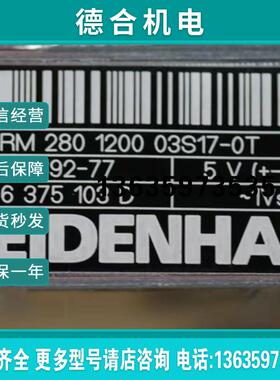 德合机电
信经营
RM 280 1200 03S17-0T
后保障
92-77
5 V (+
6 375 103 D
~1V
货秒发
EIDENHA
保一年
全 更多型号请店咨询 电话:1363597